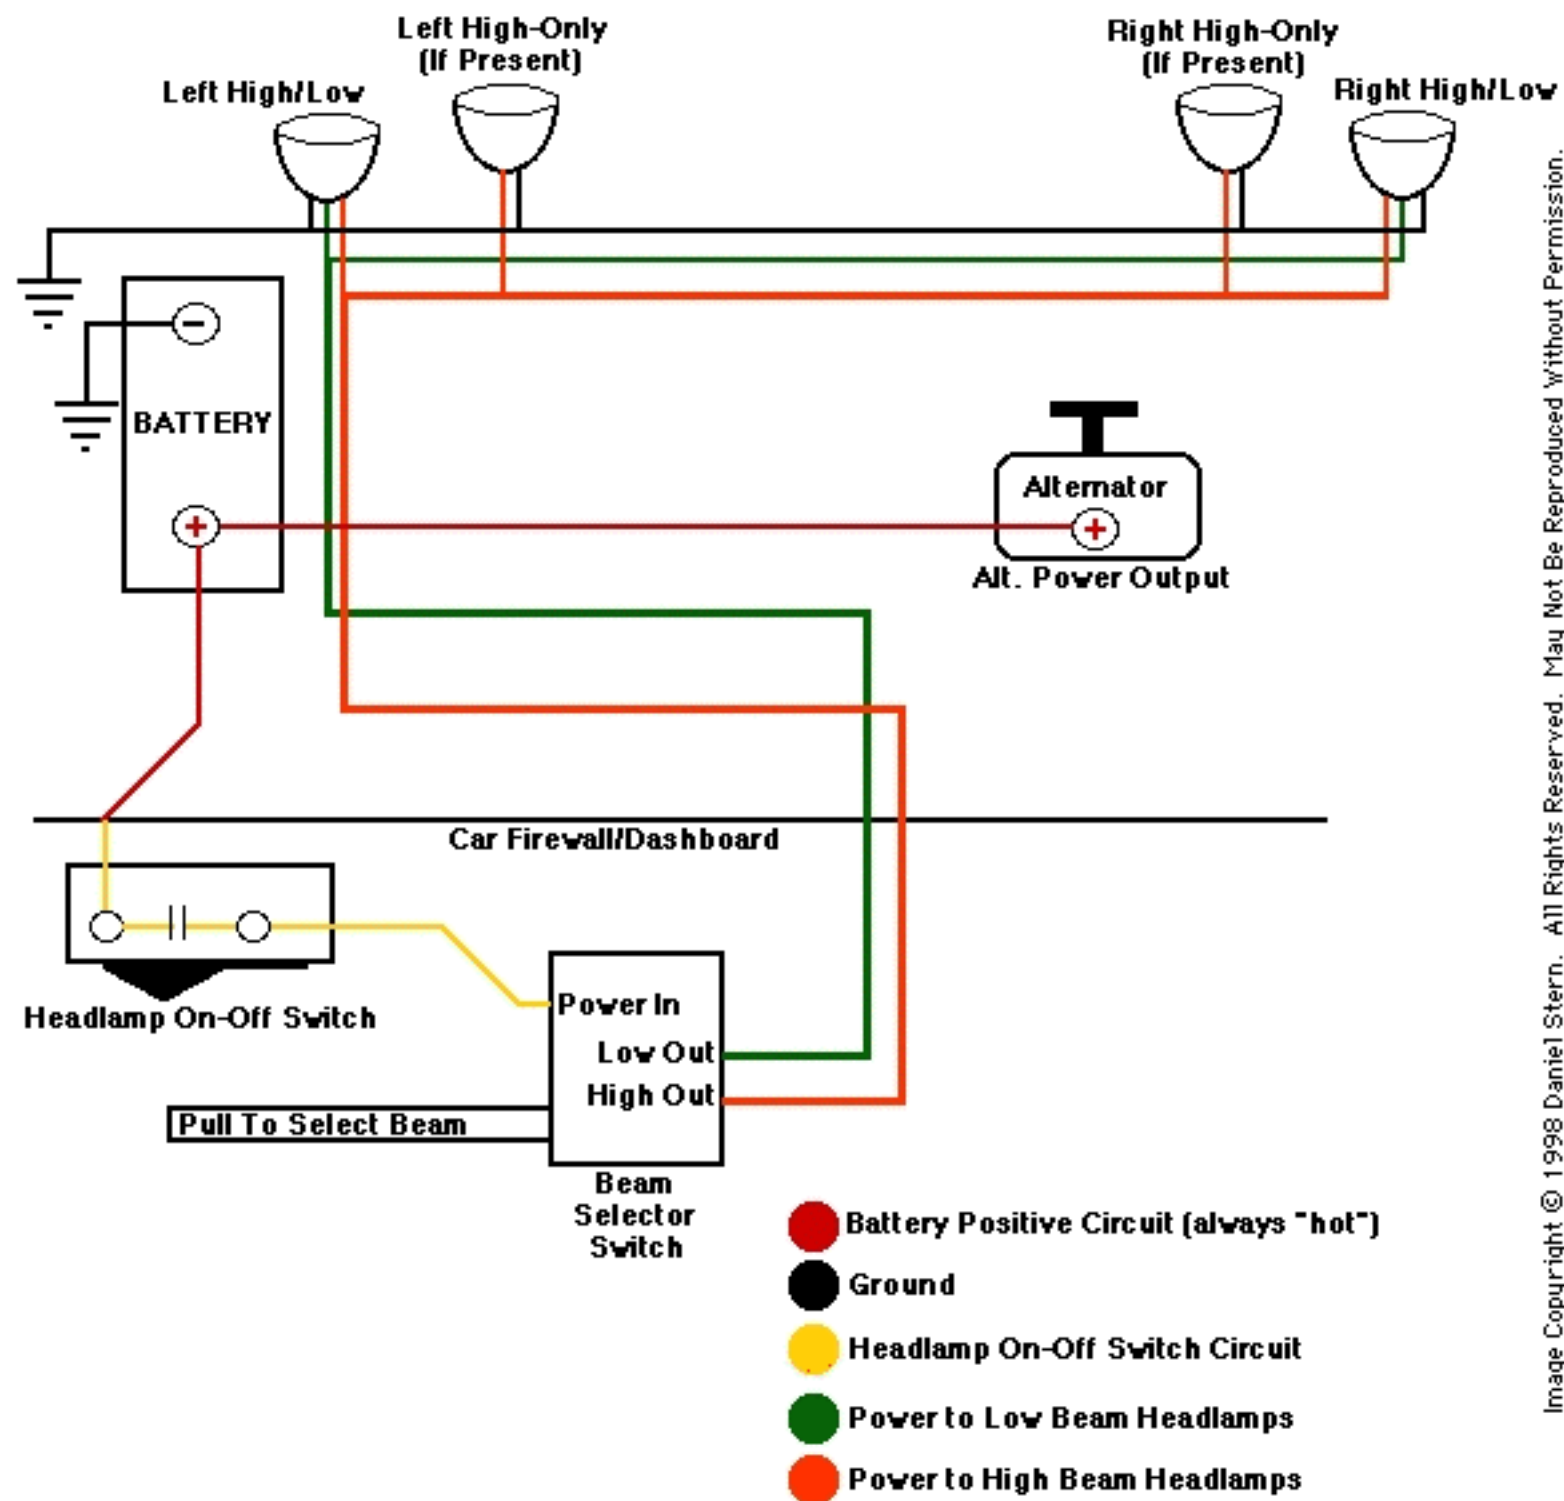 Left High-Only
(If Present)
Right High-Only
(If Present)
Left High/Low
Right High/Low
-
BATTERY
+
Alternator
+
Alt. Power Output
Car Firewall/Dashboard
Headlamp On-Off Switch
Power In
Low Out
High Out
Pull To Select Beam
Beam
Selector
Switch
Battery Positive Circuit (always "hot")
Ground
Headlamp On-Off Switch Circuit
Power to Low Beam Headlamps
Power to High Beam Headlamps
Image Copyright © 1998 Daniel Stern. All Rights Reserved. May Not Be Reproduced Without Permission.